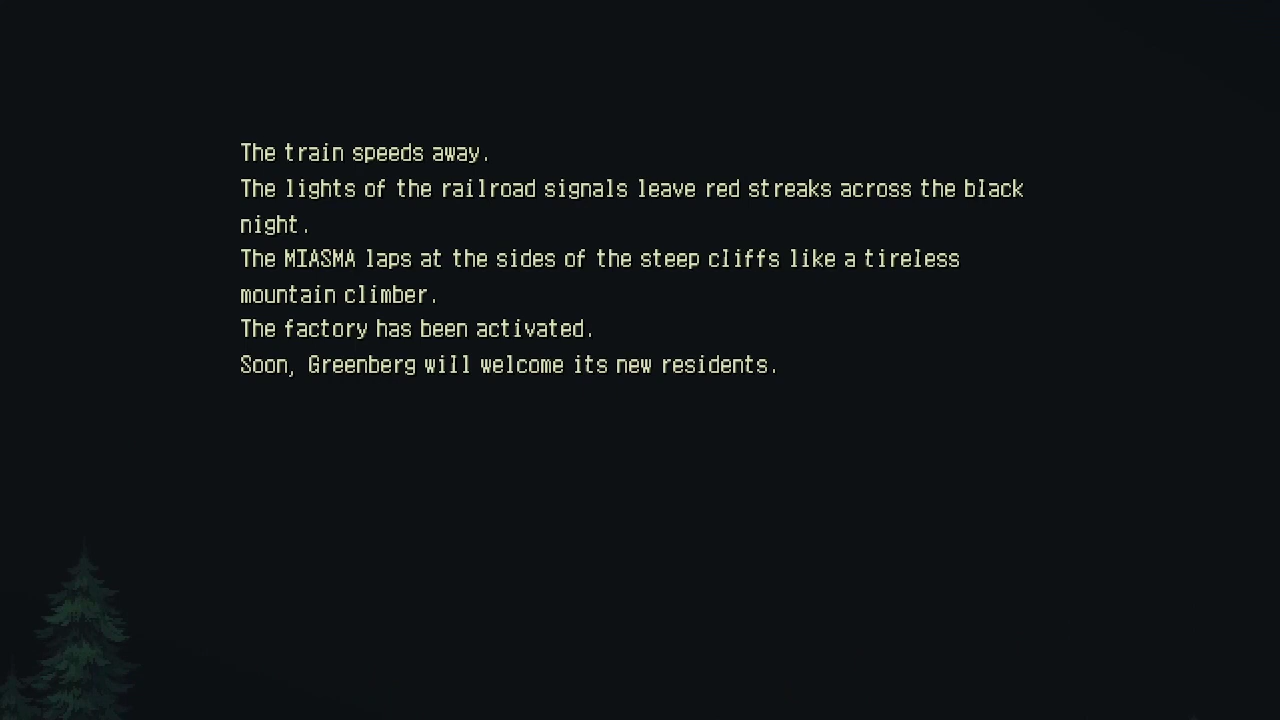 The train speeds away.
The lights of the railroad signals leave red streaks across the black
night.
The MIASMA laps at the sides of the steep cliffs like a tireless
mountain climber.
The factory has been activated.
Soon, Greenberg will welcome its new residents.